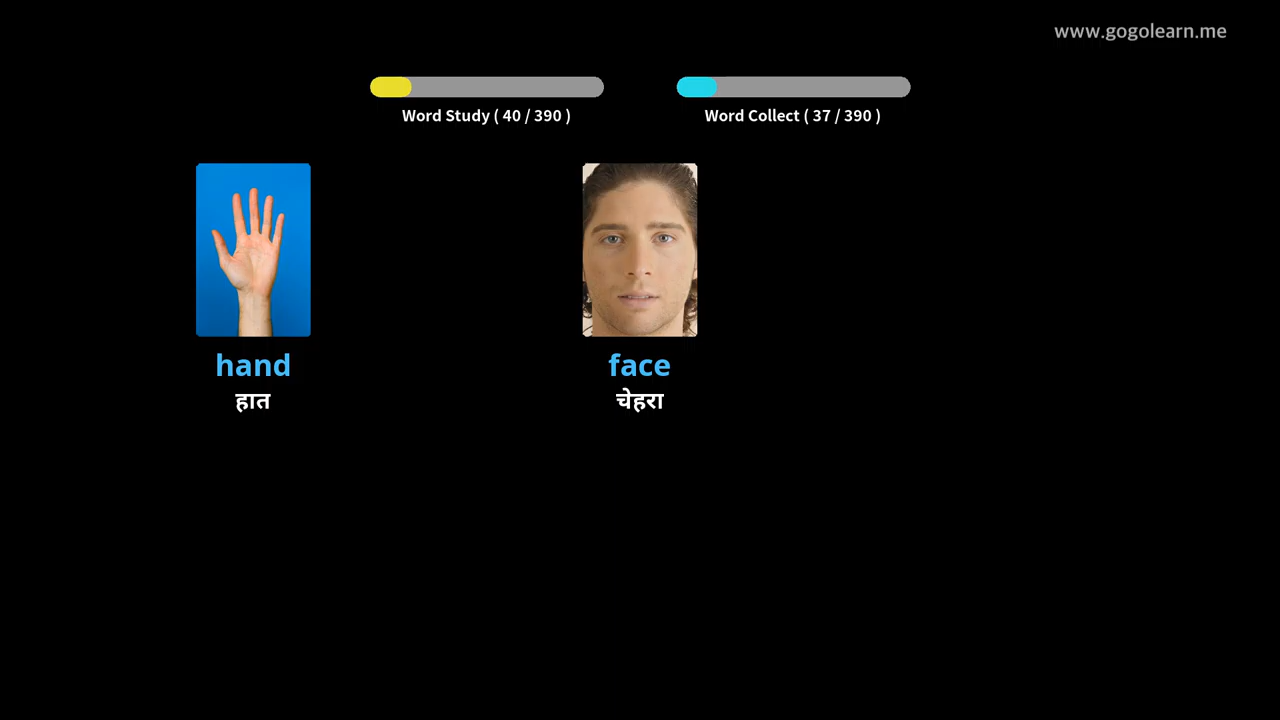 www.gogolearn.me
Word Study ( 40 / 390 )
Word Collect ( 37 / 390 )
hand
हात
face
चेहरा